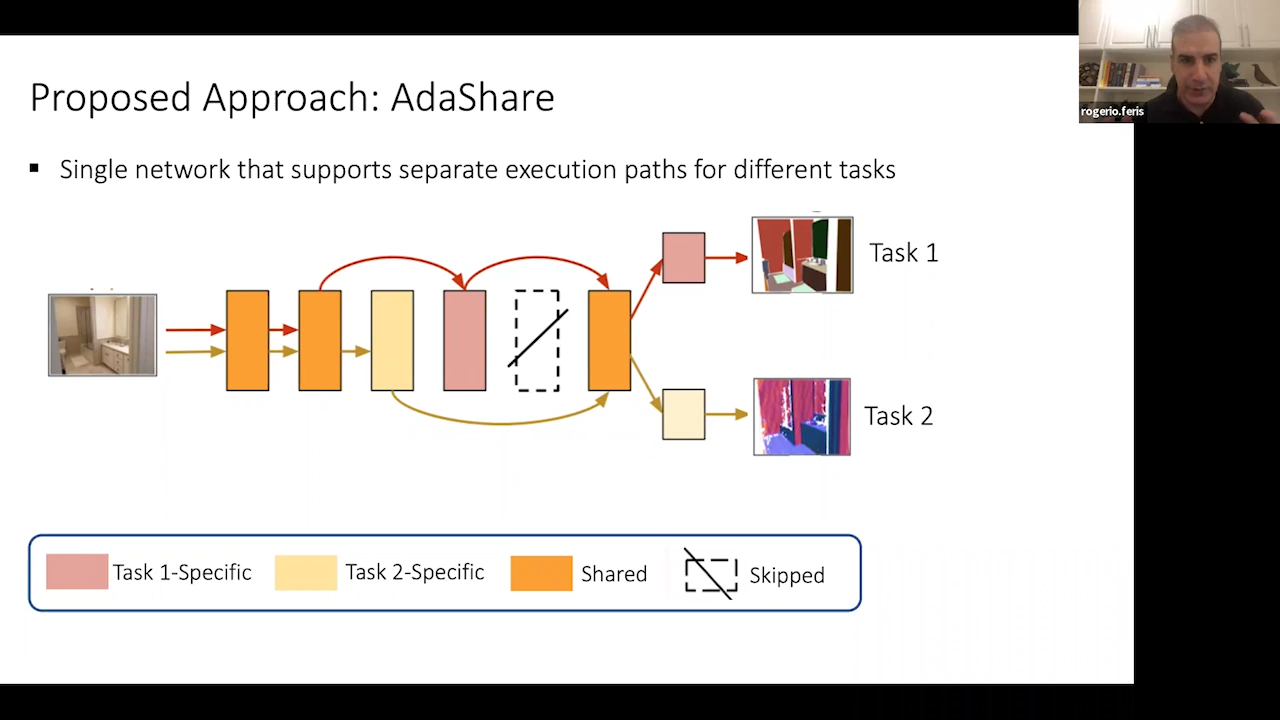 Proposed Approach: AdaShare
rogerio.feris
▪ Single network that supports separate execution paths for different tasks
Task 1
Task 2
Task 1-Specific
Task 2-Specific
Shared
Skipped